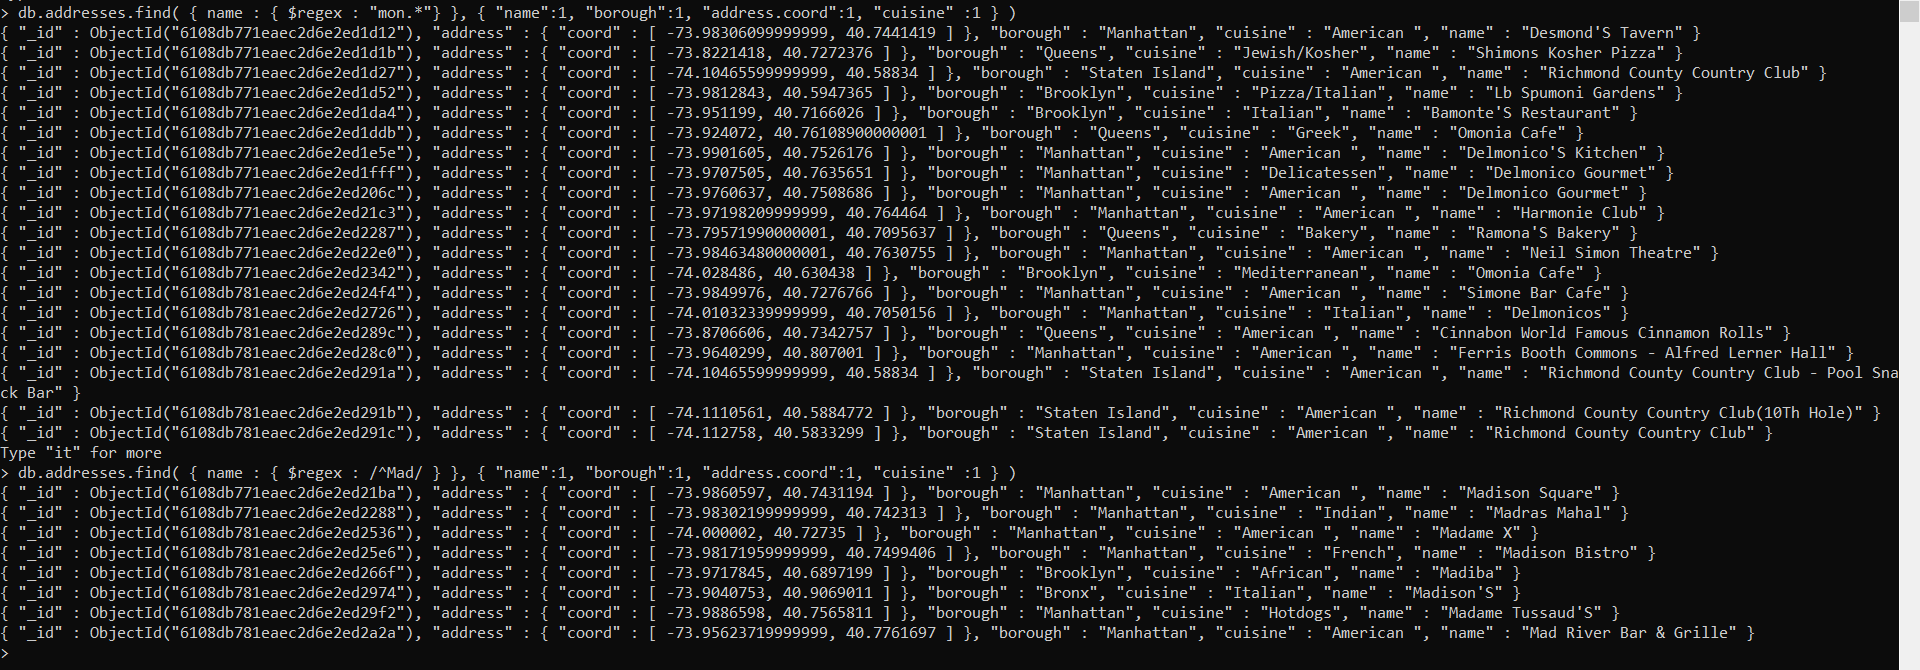 > db.addresses.find( { name : { $regex : "mon.*"} }, { "name":1, "borough":1, "address.coord":1, "cuisine" :1 } )
{ "_id" : ObjectId("6108db771eaec2d6e2ed1d12"), "address" : { "coord" : [ -73.98306099999999, 40.7441419 ] }, "borough" : "Manhattan", "cuisine" : "American ", "name" : "Desmond'S Tavern" }
{ "_id" : ObjectId("6108db771eaec2d6e2ed1d1b"), "address" : { "coord" : [ -73.8221418, 40.7272376 ] }, "borough" : "Queens", "cuisine" : "Jewish/Kosher", "name" : "Shimons Kosher Pizza" }
{ "_id" : ObjectId("6108db771eaec2d6e2ed1d27"), "address" : { "coord" : [ -74.10465599999999, 40.58834 ] }, "borough" : "Staten Island", "cuisine" : "American ", "name" : "Richmond County Country Club" }
{ "_id" : ObjectId("6108db771eaec2d6e2ed1d52"), "address" : { "coord" : [ -73.9812843, 40.5947365 ] }, "borough" : "Brooklyn", "cuisine" : "Pizza/Italian", "name" : "Lb Spumoni Gardens" }
{ "_id" : ObjectId("6108db771eaec2d6e2ed1da4"), "address" : { "coord" : [ -73.951199, 40.7166026 ] }, "borough" : "Brooklyn", "cuisine" : "Italian", "name" : "Bamonte'S Restaurant" }
{ "_id" : ObjectId("6108db771eaec2d6e2ed1ddb"), "address" : { "coord" : [ -73.924072, 40.76108900000001 ] }, "borough" : "Queens", "cuisine" : "Greek", "name" : "Omonia Cafe" }
{ "_id" : ObjectId("6108db771eaec2d6e2ed1e5e"), "address" : { "coord" : [ -73.9901605, 40.7526176 ] }, "borough" : "Manhattan", "cuisine" : "American ", "name" : "Delmonico'S Kitchen" }
{ "_id" : ObjectId("6108db771eaec2d6e2ed1fff"), "address" : { "coord" : [ -73.9707505, 40.7635651 ] }, "borough" : "Manhattan", "cuisine" : "Delicatessen", "name" : "Delmonico Gourmet" }
{ "_id" : ObjectId("6108db771eaec2d6e2ed206c"), "address" : { "coord" : [ -73.9760637, 40.7508686 ] }, "borough" : "Manhattan", "cuisine" : "American ", "name" : "Delmonico Gourmet" }
{ "_id" : ObjectId("6108db771eaec2d6e2ed21c3"), "address" : { "coord" : [ -73.97198209999999, 40.764464 ] }, "borough" : "Manhattan", "cuisine" : "American ", "name" : "Harmonie Club" }
{ "_id" : ObjectId("6108db771eaec2d6e2ed2287"), "address" : { "coord" : [ -73.79571990000001, 40.7095637 ] }, "borough" : "Queens", "cuisine" : "Bakery", "name" : "Ramona'S Bakery" }
{ "_id" : ObjectId("6108db771eaec2d6e2ed22e0"), "address" : { "coord" : [ -73.98463480000001, 40.7630755 ] }, "borough" : "Manhattan", "cuisine" : "American ", "name" : "Neil Simon Theatre" }
{ "_id" : ObjectId("6108db771eaec2d6e2ed2342"), "address" : { "coord" : [ -74.028486, 40.630438 ] }, "borough" : "Brooklyn", "cuisine" : "Mediterranean", "name" : "Omonia Cafe" }
{ "_id" : ObjectId("6108db781eaec2d6e2ed24f4"), "address" : { "coord" : [ -73.9849976, 40.7276766 ] }, "borough" : "Manhattan", "cuisine" : "American ", "name" : "Simone Bar Cafe" }
{ "_id" : ObjectId("6108db781eaec2d6e2ed2726"), "address" : { "coord" : [ -74.01032339999999, 40.7050156 ] }, "borough" : "Manhattan", "cuisine" : "Italian", "name" : "Delmonicos" }
{ "_id" : ObjectId("6108db781eaec2d6e2ed289c"), "address" : { "coord" : [ -73.8706606, 40.7342757 ] }, "borough" : "Queens", "cuisine" : "American ", "name" : "Cinnabon World Famous Cinnamon Rolls" }
{ "_id" : ObjectId("6108db781eaec2d6e2ed28c0"), "address" : { "coord" : [ -73.9640299, 40.807001 ] }, "borough" : "Manhattan", "cuisine" : "American ", "name" : "Ferris Booth Commons - Alfred Lerner Hall" }
{ "_id" : ObjectId("6108db781eaec2d6e2ed291a"), "address" : { "coord" : [ -74.10465599999999, 40.58834 ] }, "borough" : "Staten Island", "cuisine" : "American ", "name" : "Richmond County Country Club - Pool Sna
ck Bar" }
{ "_id" : ObjectId("6108db781eaec2d6e2ed291b"), "address" : { "coord" : [ -74.1110561, 40.5884772 ] }, "borough" : "Staten Island", "cuisine" : "American ", "name" : "Richmond County Country Club(10Th Hole)" }
{ "_id" : ObjectId("6108db781eaec2d6e2ed291c"), "address" : { "coord" : [ -74.112758, 40.5833299 ] }, "borough" : "Staten Island", "cuisine" : "American ", "name" : "Richmond County Country Club" }
Type "it" for more
> db.addresses.find( { name : { $regex : /^Mad/ } }, { "name":1, "borough":1, "address.coord":1, "cuisine" :1 } )
{ "_id" : ObjectId("6108db771eaec2d6e2ed21ba"), "address" : { "coord" : [ -73.9860597, 40.7431194 ] }, "borough" : "Manhattan", "cuisine" : "American ", "name" : "Madison Square" }
{ "_id" : ObjectId("6108db771eaec2d6e2ed2288"), "address" : { "coord" : [ -73.98302199999999, 40.742313 ] }, "borough" : "Manhattan", "cuisine" : "Indian", "name" : "Madras Mahal" }
{ "_id" : ObjectId("6108db781eaec2d6e2ed2536"), "address" : { "coord" : [ -74.000002, 40.72735 ] }, "borough" : "Manhattan", "cuisine" : "American ", "name" : "Madame X" }
{ "_id" : ObjectId("6108db781eaec2d6e2ed25e6"), "address" : { "coord" : [ -73.98171959999999, 40.7499406 ] }, "borough" : "Manhattan", "cuisine" : "French", "name" : "Madison Bistro" }
{ "_id" : ObjectId("6108db781eaec2d6e2ed266f"), "address" : { "coord" : [ -73.9717845, 40.6897199 ] }, "borough" : "Brooklyn", "cuisine" : "African", "name" : "Madiba" }
{ "_id" : ObjectId("6108db781eaec2d6e2ed2974"), "address" : { "coord" : [ -73.9040753, 40.9069011 ] }, "borough" : "Bronx", "cuisine" : "Italian", "name" : "Madison'S" }
{ "_id" : ObjectId("6108db781eaec2d6e2ed29f2"), "address" : { "coord" : [ -73.9886598, 40.7565811 ] }, "borough" : "Manhattan", "cuisine" : "Hotdogs", "name" : "Madame Tussaud'S" }
{ "_id" : ObjectId("6108db781eaec2d6e2ed2a2a"), "address" : { "coord" : [ -73.95623719999999, 40.7761697 ] }, "borough" : "Manhattan", "cuisine" : "American ", "name" : "Mad River Bar & Grille" }
>